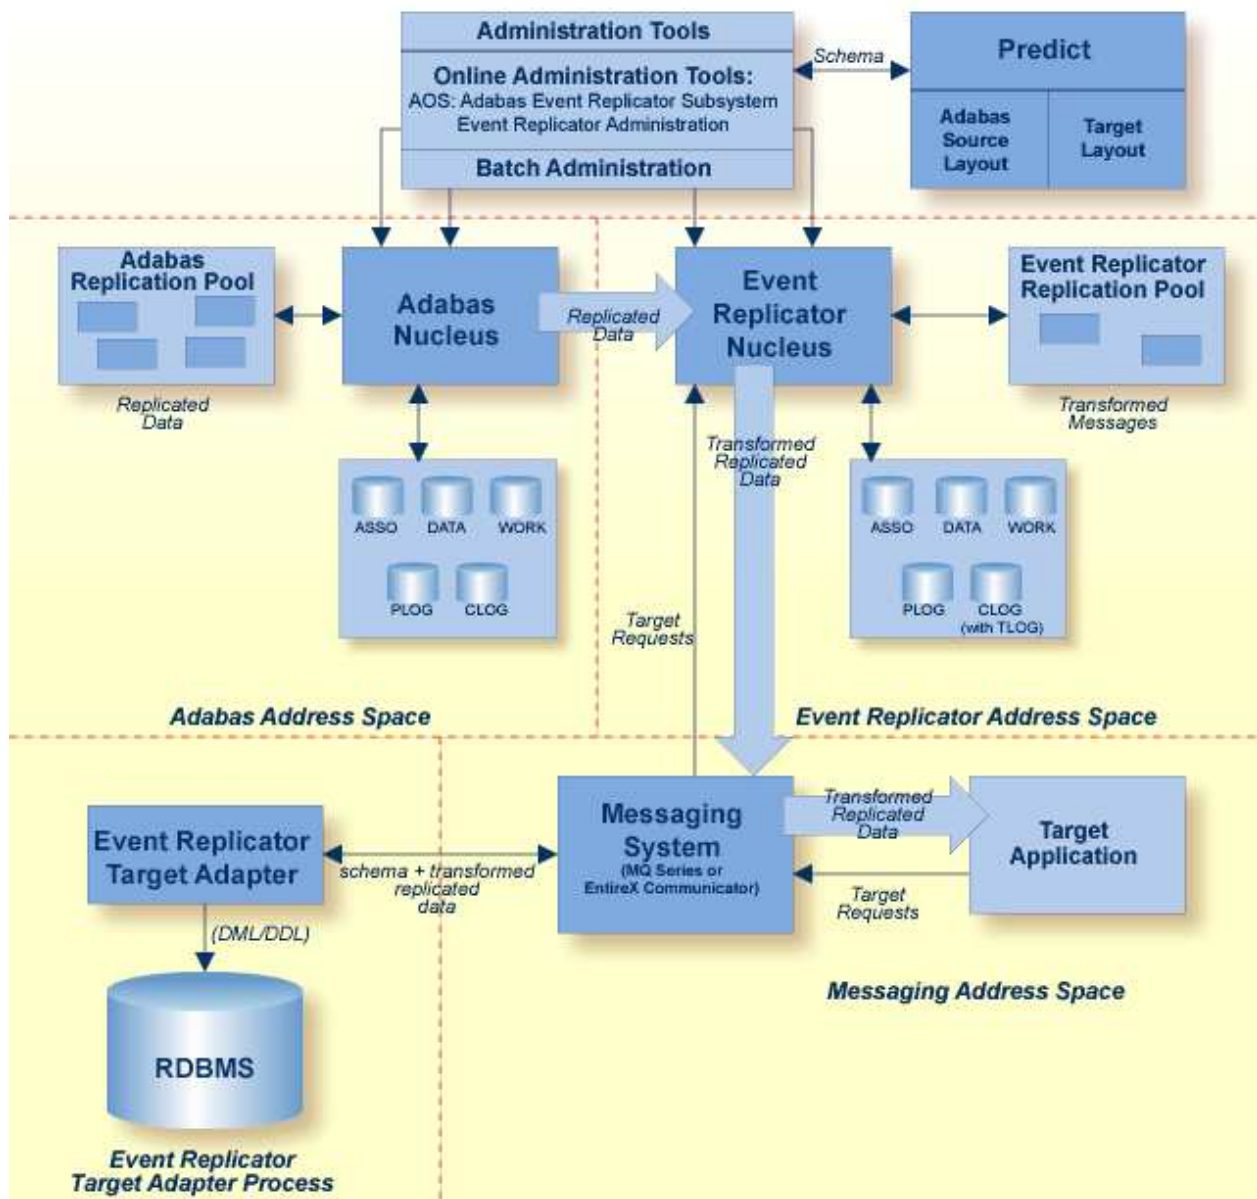 Administration Tools
Online Administration Tools:
AOS: Adabas Event Replicator Subsystem
Event Replicator Administration
Batch Administration
Schema
Predict
Adabas
Source
Layout
Target
Layout
Adabas
Replication Pool
Replicated
Data
Adabas
Nucleus
Replicated
Data
Event
Replicator
Nucleus
Event Replicator
Replication Pool
Transformed
Messages
ASSO
DATA
WORK
PLOG
CLOG
Transformed
Replicated
Data
ASSO
DATA
WORK
PLOG
CLOG
(with TLOG)
Target
Requests
Adabas Address Space
Event Replicator Address Space
Event Replicator
Target Adapter
schema + transformed
replicated
data
Messaging
System
(MQ Series or
EntireX Communicator)
Transformed
Replicated
Data
Target
Requests
Target
Application
(DML/DDL)
RDBMS
Messaging Address Space
Event Replicator
Target Adapter Process